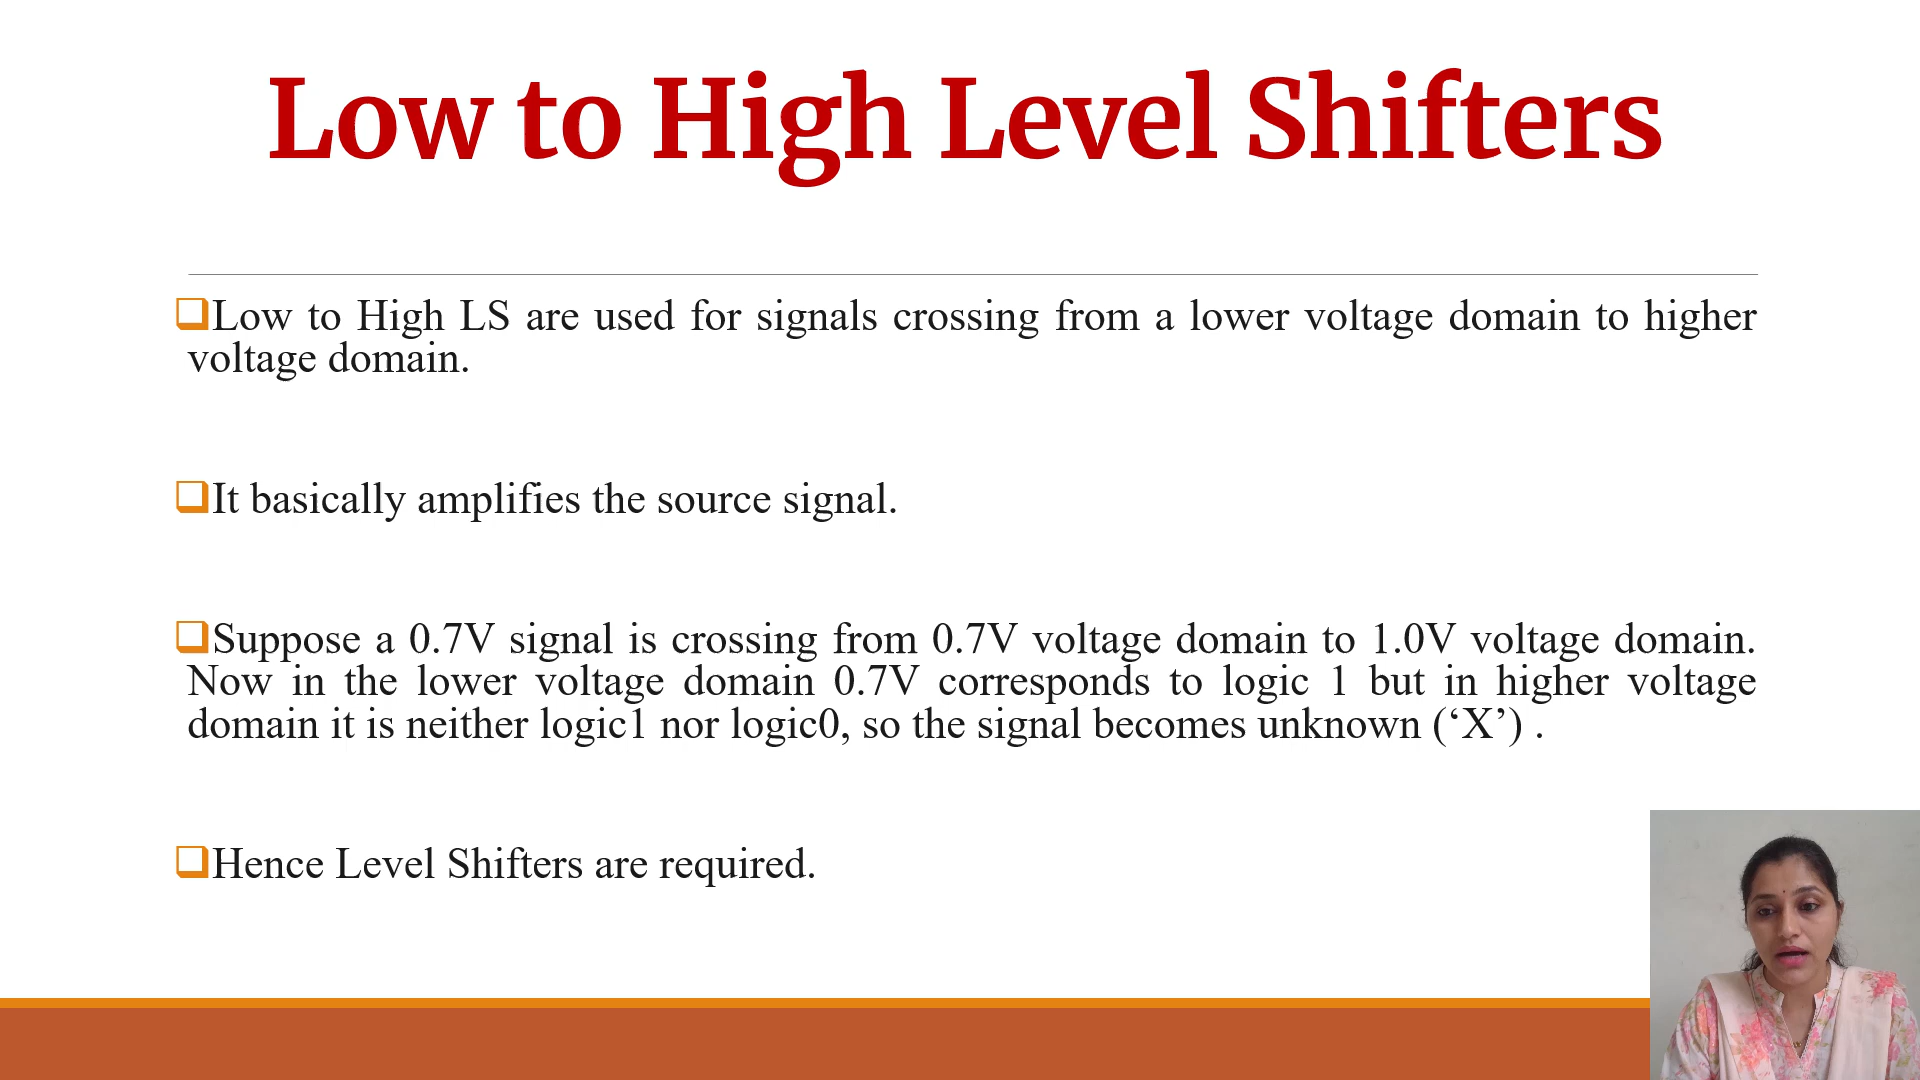 Low to High Level Shifters
Low to High LS are used for signals crossing from a lower voltage domain to higher
voltage domain.
It basically amplifies the source signal.
Suppose a 0.7V signal is crossing from 0.7V voltage domain to 1.0V voltage domain.
Now in the lower voltage domain 0.7V corresponds to logic 1 but in higher voltage
domain it is neither logic1 nor logic0, so the signal becomes unknown (‘X’) .
Hence Level Shifters are required.